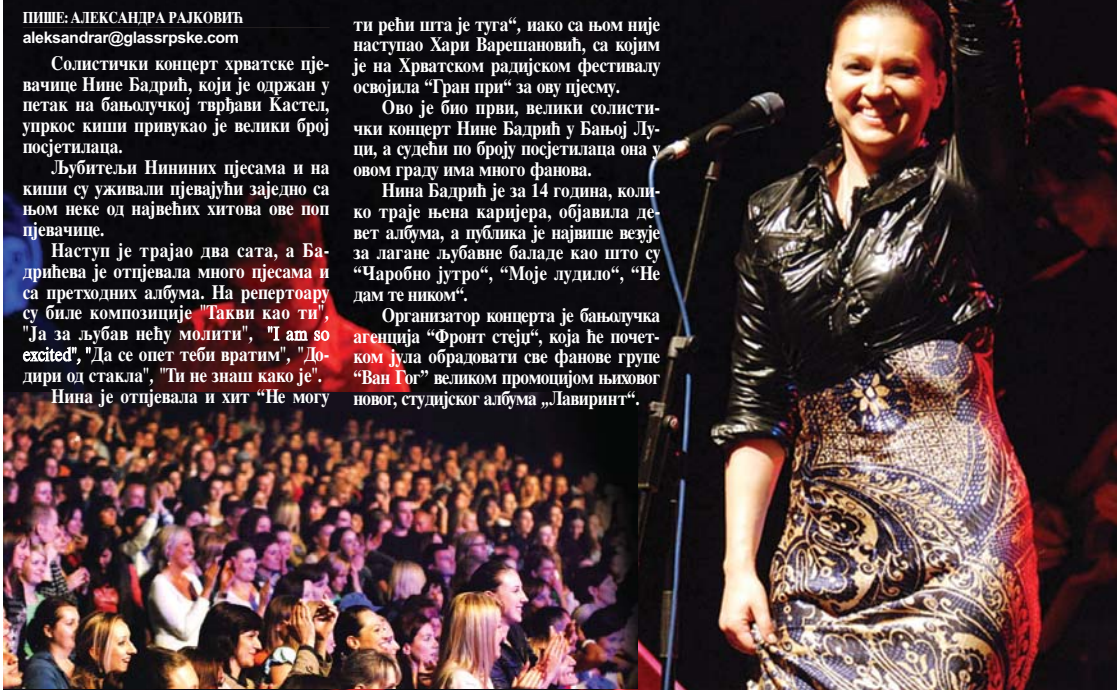 ПИШЕ: АЛЕКСАНДРА РАЈКОВИЋ
aleksandrar@glassrpske.com
Солистички концерт хрватске пје-
вачице Нине Бадрић, који је одржан у
петак на бањолучкој тврђави Кастел,
упркос киши привукао је велики број
посјетилаца.
Љубитељи Нининих пјесама и на
киши су уживали пјевајући заједно са
њом неке од највећих хитова ове поп
пјевачице.
Наступ је трајао два сата, а Ба-
дрићева је отпјевала много пјесама и
са претходних албума. На репертоару
су биле композиције "Такви као ти",
"Ја за љубав нећу молити", "I am so
excited", "Да се опет теби вратим", "До-
дири од стакла", "Ти не знаш како је".
Нина је отпјевала и хит “Не могу
ти рећи шта је туга“, иако са њом није
наступао Хари Варешановић, са којим
је на Хрватском радијском фестивалу
освојила “Гран при“ за ову пјесму.
Ово је био први, велики солисти-
чки концерт Нине Бадрић у Бањој Лу-
ци, а судећи по броју посјетилаца она у
овом граду има много фанова.
Нина Бадрић је за 14 година, коли-
ко траје њена каријера, објавила де-
вет албума, а публика је највише везује
за лагане љубавне баладе као што су
“Чаробно јутро“, “Моје лудило“, “Не
дам те ником“.
Организатор концерта је бањолучка
агенција “Фронт стејџ“, која ће почет-
ком јула обрадовати све фанове групе
“Ван Гог” великом промоцијом њиховог
новог, студијског албума „Лавиринт“.